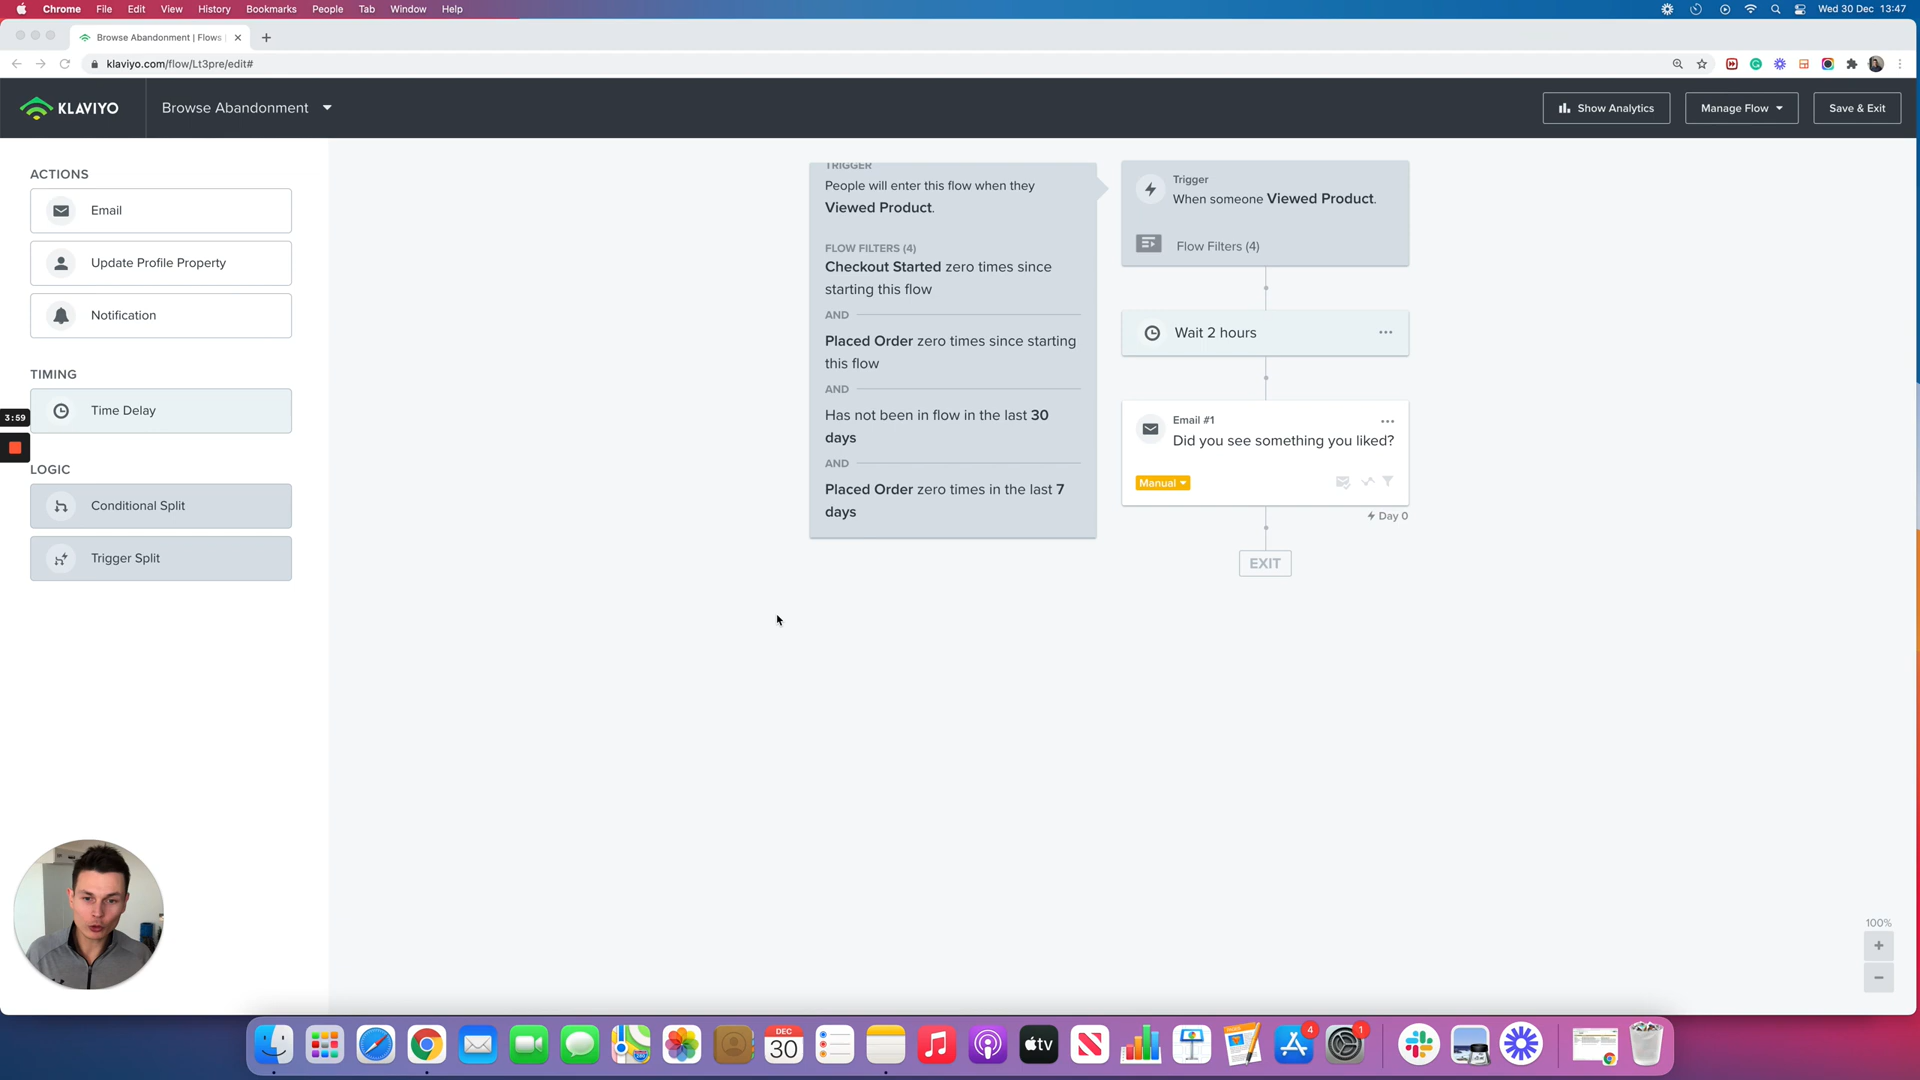 Chrome File Edit View History Bookmarks People Tab Window Help
Wed 30 Dec 13:47
Browse Abandonment | Flows
klaviyo.com/flow/Lt3pre/edit#
KLAVIYO
Browse Abandonment
Show Analytics
Manage Flow
Save & Exit
ACTIONS
Email
Update Profile Property
Notification
TIMING
Time Delay
3:59
LOGIC
Conditional Split
Trigger Split
TRIGGER
People will enter this flow when they
Viewed Product.
FLOW FILTERS (4)
Checkout Started zero times since
starting this flow
AND
Placed Order zero times since starting
this flow
AND
Has not been in flow in the last 30
days
AND
Placed Order zero times in the last 7
days
Trigger
When someone Viewed Product.
Flow Filters (4)
Wait 2 hours
Email #1
Did you see something you liked?
Manual
Day 0
EXIT
100%
+
−
DEC
30
tv
4
1